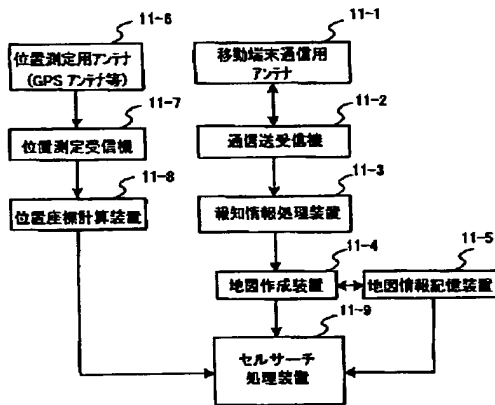 11-6
位置測定用アンテナ
(GPS アンテナ等)
11-7
位置測定受信機
11-8
位置座標計算装置
11-1
移動端末通信用
アンテナ
11-2
通信送受信機
11-3
報知情報処理装置
11-4
地図作成装置
11-5
地図情報記憶装置
11-9
セルサーチ
処理装置